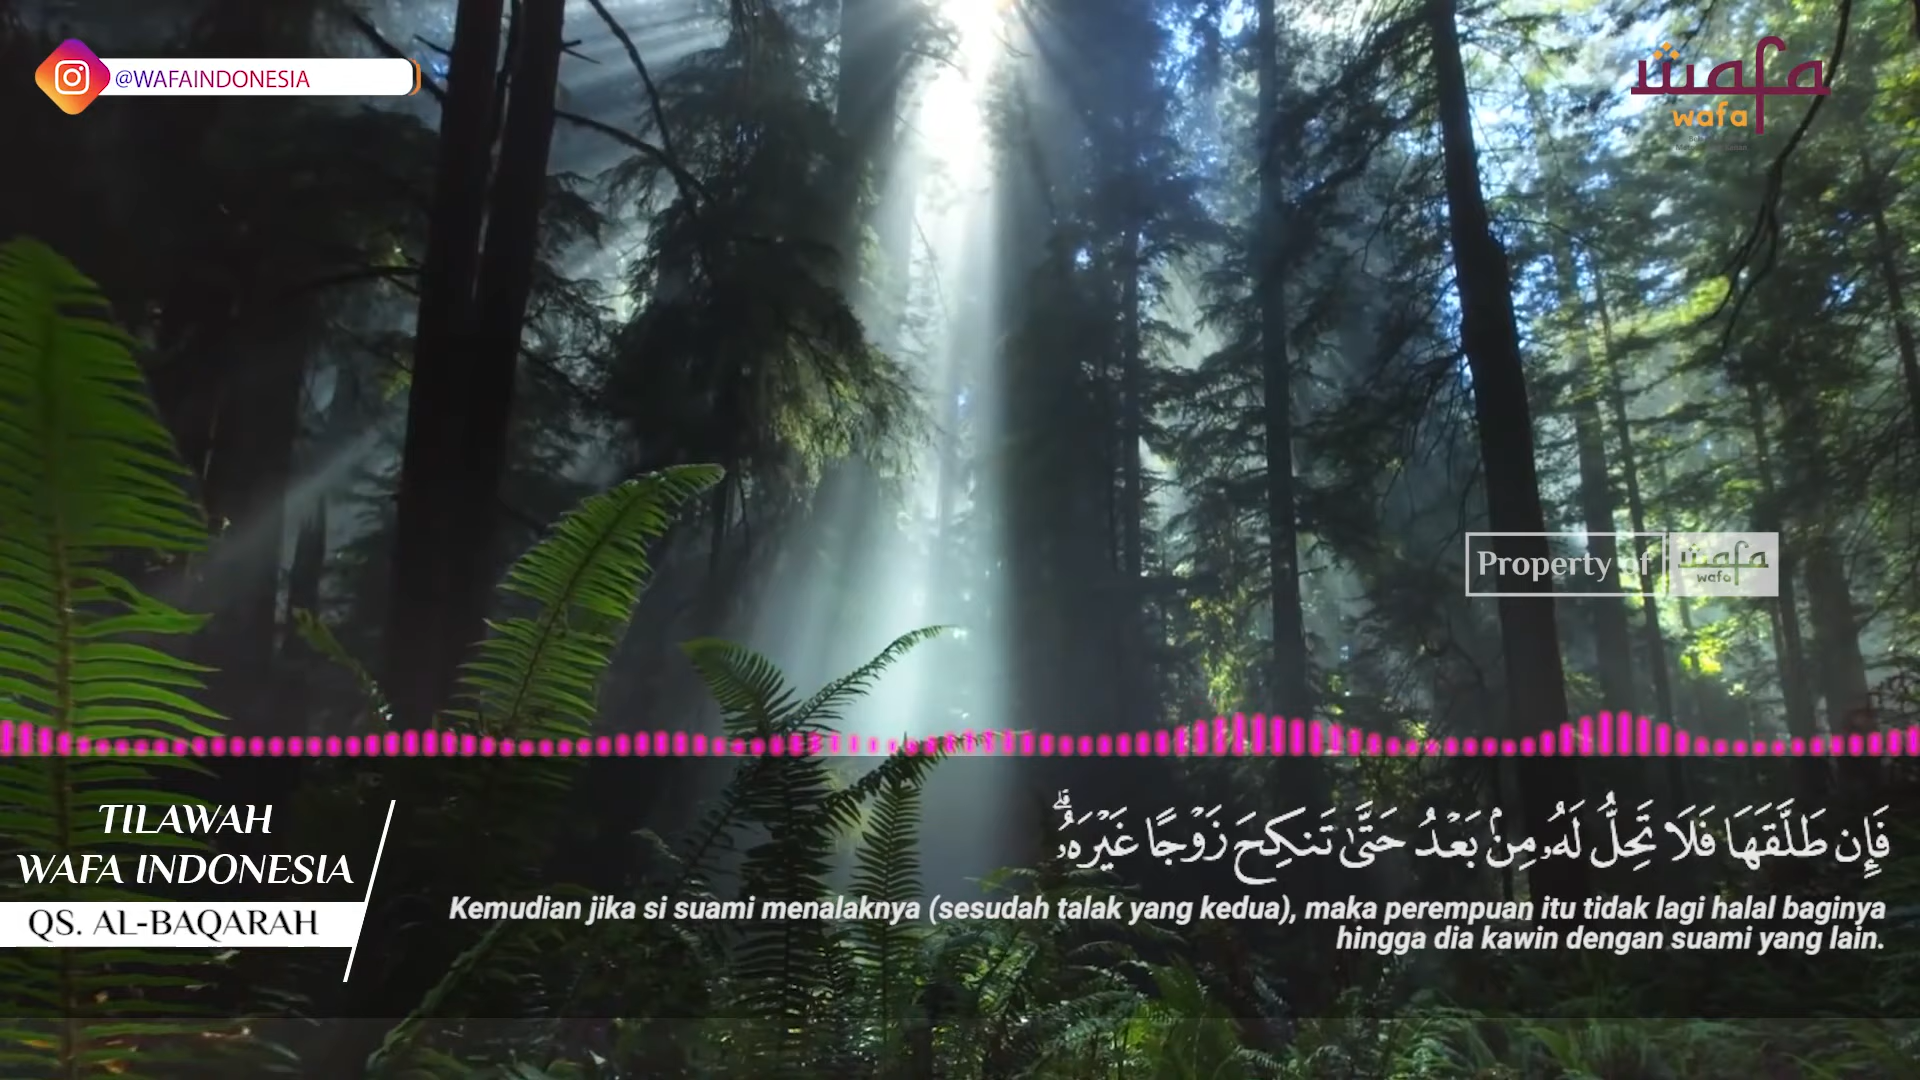 @WAFAINDONESIA
wafa
wafa
Property of wafa
wafa
TILAWAH
WAFA INDONESIA
QS. AL-BAQARAH
فَإِن طَلَّقَهَا فَلَا تَحِلُّ لَهُۥ مِنۢ بَعْدُ حَتَّىٰ تَنكِحَ زَوْجًا غَيْرَهُۥ ۗ
Kemudian jika si suami menalaknya (sesudah talak yang kedua), maka perempuan itu tidak lagi halal baginya
hingga dia kawin dengan suami yang lain.